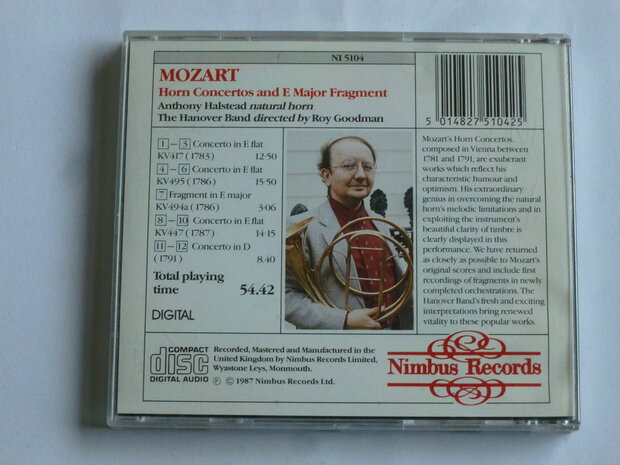 NI 5104
MOZART
Horn Concertos and E Major Fragment
Anthony Halstead natural horn
The Hanover Band directed by Roy Goodman
5 014827 510425
1 – 3 Concerto in E flat
KV417 (1783) 12·50
4 – 6 Concerto in E flat
KV495 (1786) 15·50
7 Fragment in E major
KV494a (1786) 3·06
8 – 10 Concerto in E flat
KV447 (1787) 14·15
11 – 12 Concerto in D
(1791) 8.40
Total playing
time 54.42
DIGITAL
Mozart's Horn Concertos
composed in Vienna between
1781 and 1791, are exuberant
works which reflect his
characteristic humour and
optimism. His extraordinary
genius in overcoming the natural
horn's melodic limitations and in
exploiting the instrument's
beautiful clarity of timbre is
clearly displayed in this
performance. We have returned
as closely as possible to Mozart's
original scores and include first
recordings of fragments in newly
completed orchestrations. The
Hanover Band's fresh and exciting
interpretations bring renewed
vitality to these popular works.
COMPACT
disc
DIGITAL AUDIO
Recorded, Mastered and Manufactured in the
United Kingdom by Nimbus Records Limited,
Wyastone Leys, Monmouth.
℗ © 1987 Nimbus Records Ltd.
Nimbus Records